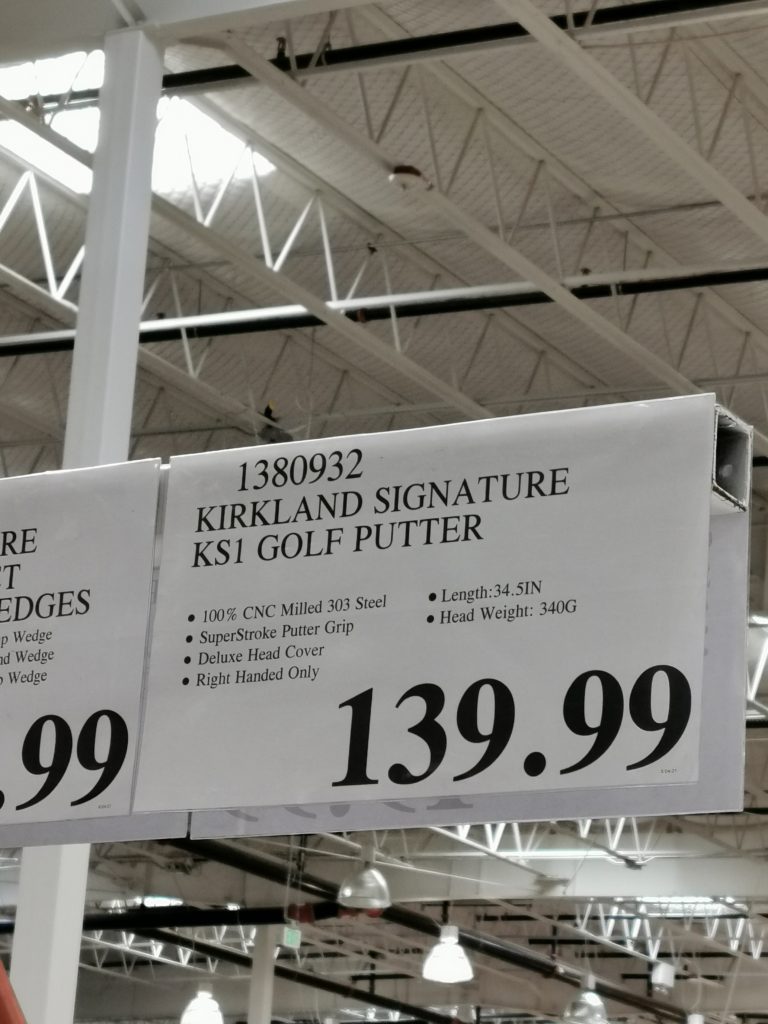 RE
T
EDGES
p Wedge
nd Wedge
p Wedge
.99
1380932
KIRKLAND SIGNATURE
KS1 GOLF PUTTER
• 100% CNC Milled 303 Steel
• SuperStroke Putter Grip
• Deluxe Head Cover
• Right Handed Only
• Length:34.5IN
• Head Weight: 340G
139.99